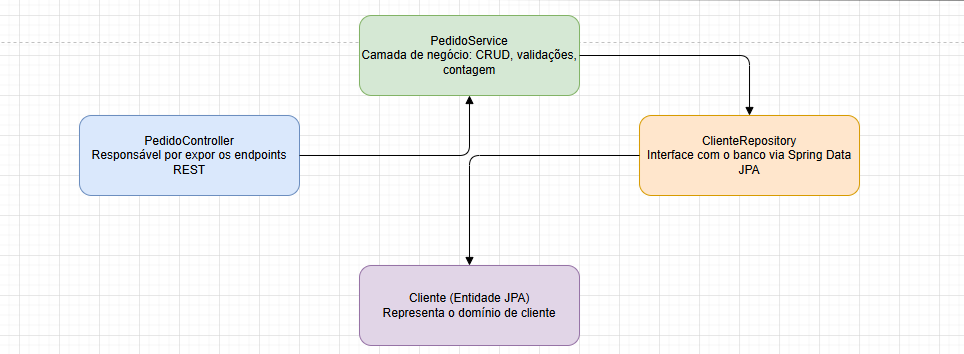 PedidoService
Camada de negócio: CRUD, validações,
contagem
PedidoController
Responsável por expor os endpoints
REST
ClienteRepository
Interface com o banco via Spring Data
JPA
Cliente (Entidade JPA)
Representa o domínio de cliente